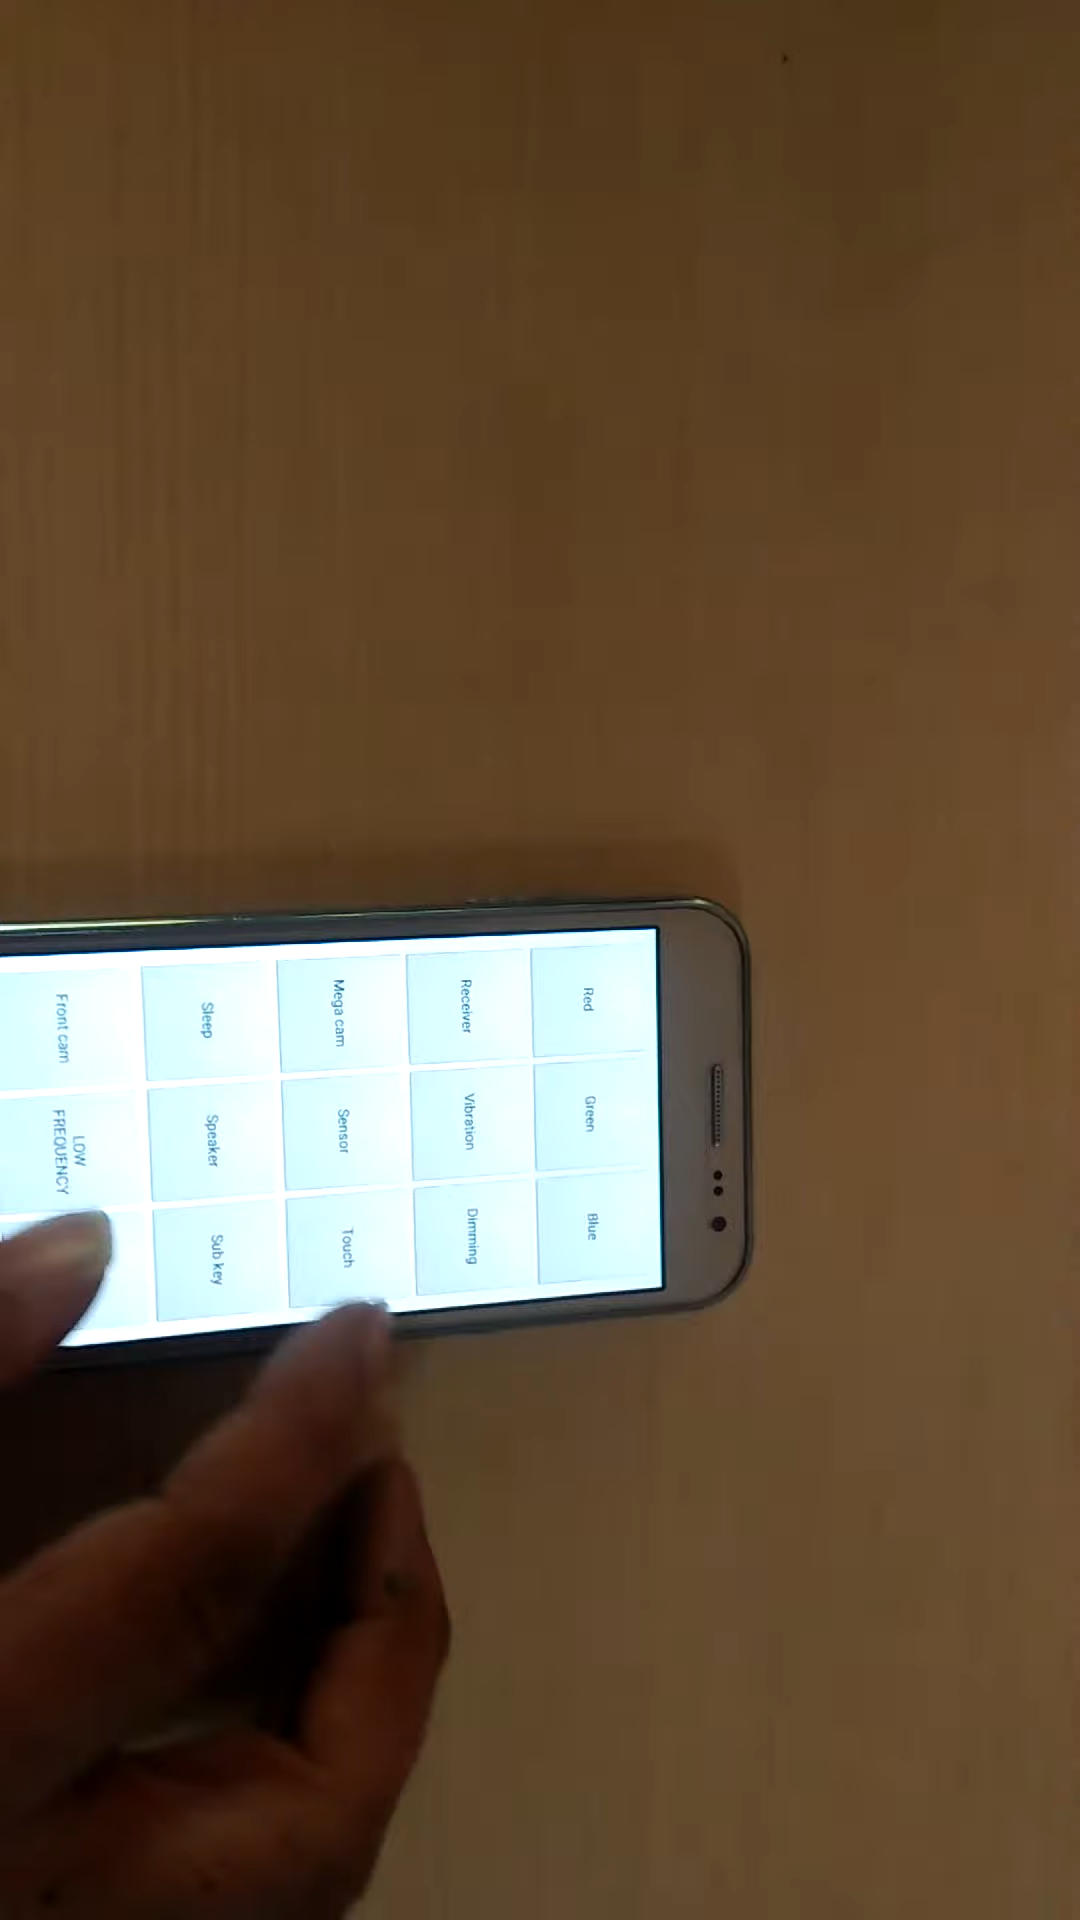 Red
Green
Blue
Receiver
Vibration
Dimming
Mega cam
Sensor
Touch
Sleep
Speaker
Sub key
Front cam
LOW
FREQUENCY